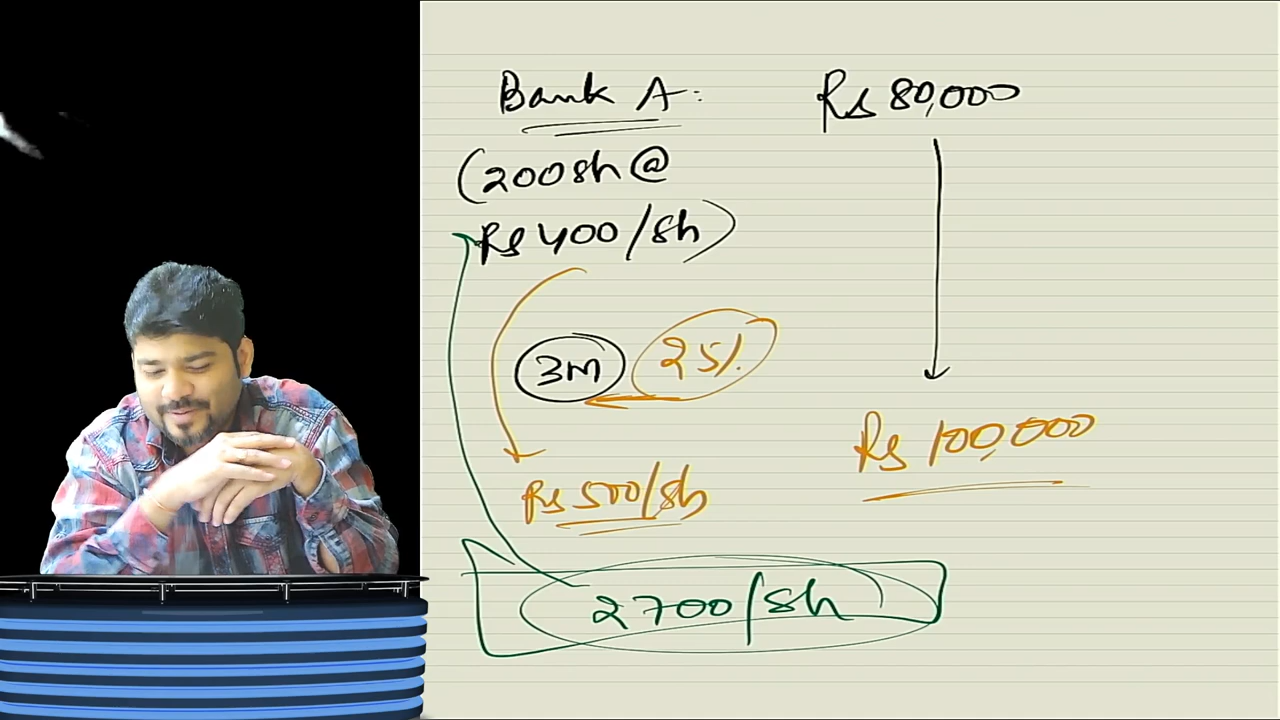 Bank A:
Rs 80,000
(200sh @
Rs 400/sh)
3m 25%.
Rs 100,000
Rs 500/sh
2700/sh